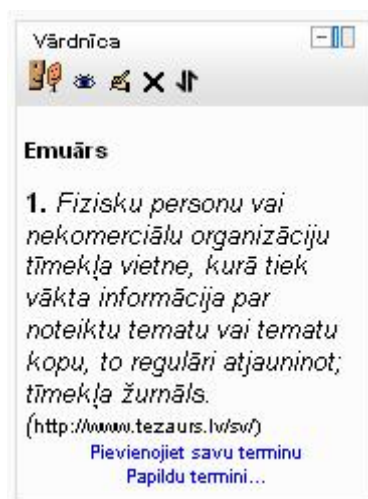 Vārdnīca
Emuārs
1. Fizisku personu vai
nekomerciālu organizāciju
tīmekļa vietne, kurā tiek
vākta informācija par
noteiktu tematu vai tematu
kopu, to regulāri atjauninot;
tīmekļa žurnāls.
(http://www.tezaurs.lv/sv/)
Pievienojiet savu terminu
Papildu termini...